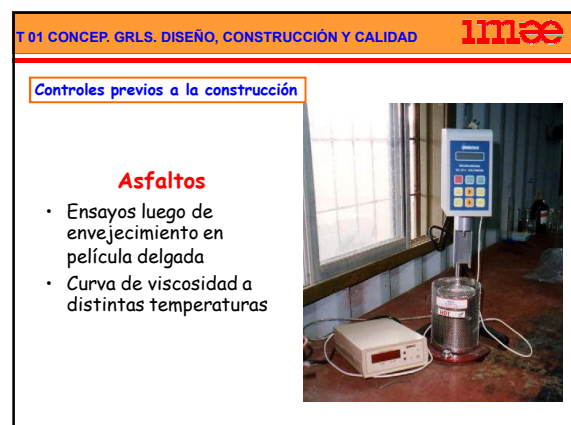 T 01 CONCEP. GRLS. DISEÑO, CONSTRUCCIÓN Y CALIDAD
imae
Controles previos a la construcción
Asfaltos
• Ensayos luego de
envejecimiento en
película delgada
• Curva de viscosidad a
distintas temperaturas
HOT